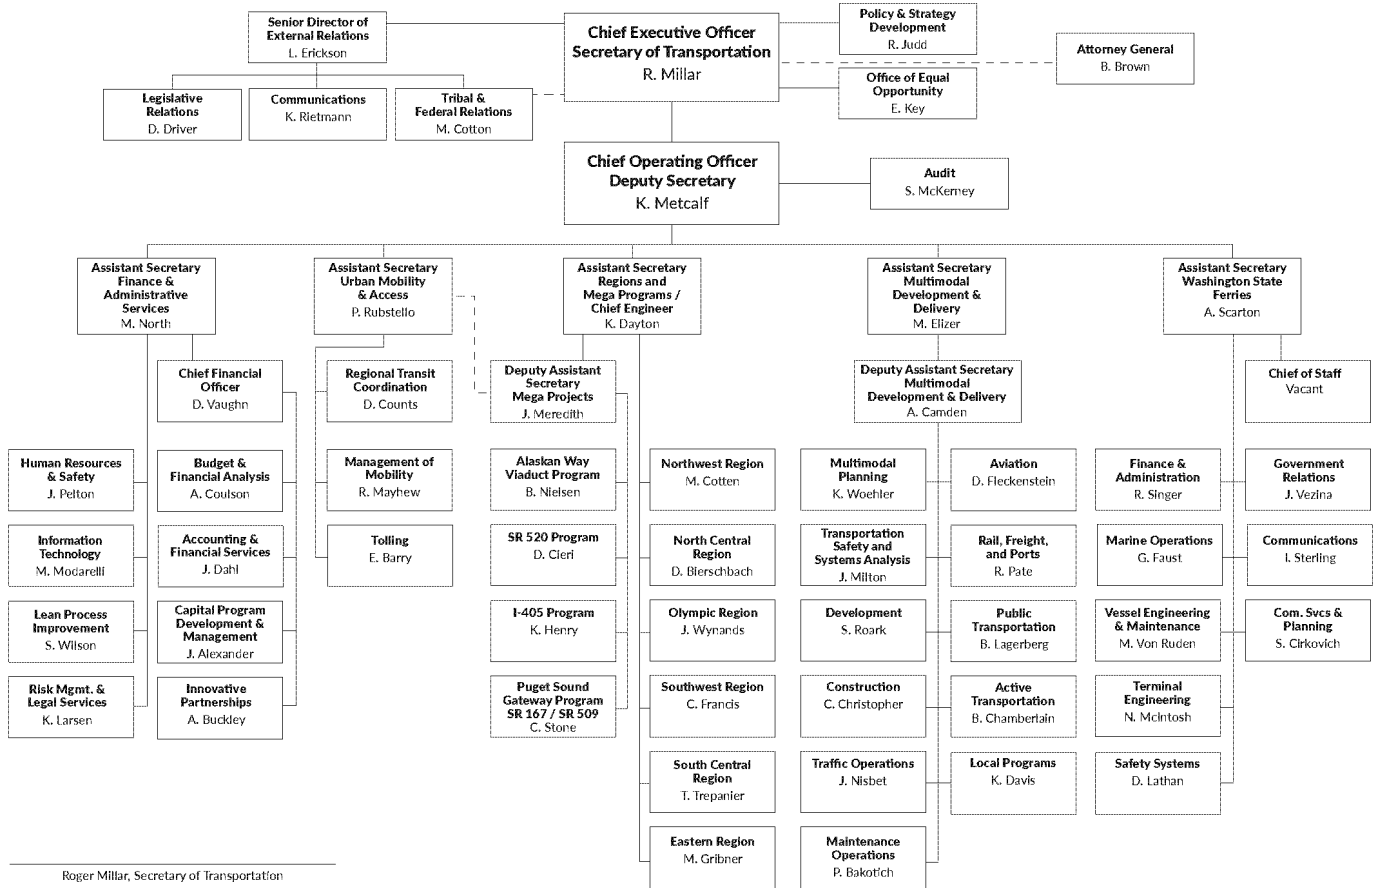 Senior Director of
External Relations
L. Erickson
Chief Executive Officer
Secretary of Transportation
R. Millar
Policy & Strategy
Development
R. Judd
Attorney General
B. Brown
Office of Equal
Opportunity
E. Key
Legislative
Relations
D. Driver
Communications
K. Rietmann
Tribal &
Federal Relations
M. Cotton
Chief Operating Officer
Deputy Secretary
K. Metcalf
Audit
S. McKerney
Assistant Secretary
Finance &
Administrative
Services
M. North
Assistant Secretary
Urban Mobility
& Access
P. Rubstello
Assistant Secretary
Regions and
Mega Programs /
Chief Engineer
K. Dayton
Assistant Secretary
Multimodal
Development &
Delivery
M. Elizer
Assistant Secretary
Washington State
Ferries
A. Scarton
Chief Financial
Officer
D. Vaughn
Regional Transit
Coordination
D. Counts
Deputy Assistant
Secretary
Mega Projects
J. Meredith
Deputy Assistant Secretary
Multimodal
Development & Delivery
A. Camden
Chief of Staff
Vacant
Human Resources
& Safety
J. Pelton
Budget &
Financial Analysis
A. Coulson
Management of
Mobility
R. Mayhew
Alaskan Way
Viaduct Program
B. Nielsen
Northwest Region
M. Cotten
Multimodal
Planning
K. Woehler
Aviation
D. Fleckenstein
Finance &
Administration
R. Singer
Government
Relations
J. Vezina
Information
Technology
M. Modarelli
Accounting &
Financial Services
J. Dahl
Tolling
E. Barry
SR 520 Program
D. Cieri
North Central
Region
D. Bierschbach
Transportation
Safety and
Systems Analysis
J. Milton
Rail, Freight,
and Ports
R. Pate
Marine Operations
G. Faust
Communications
I. Sterling
Lean Process
Improvement
S. Wilson
Capital Program
Development &
Management
J. Alexander
I-405 Program
K. Henry
Olympic Region
J. Wynands
Development
S. Roark
Public
Transportation
B. Lagerberg
Vessel Engineering
& Maintenance
M. Von Ruden
Com. Svcs &
Planning
S. Cirkovich
Risk Mgmt. &
Legal Services
K. Larsen
Innovative
Partnerships
A. Buckley
Puget Sound
Gateway Program
SR 167 / SR 509
C. Stone
Southwest Region
C. Francis
Construction
C. Christopher
Active
Transportation
B. Chamberlain
Terminal
Engineering
N. McIntosh
South Central
Region
T. Trepanier
Traffic Operations
J. Nisbet
Local Programs
K. Davis
Safety Systems
D. Lathan
Eastern Region
M. Gribner
Maintenance
Operations
P. Bakotich
Roger Millar, Secretary of Transportation